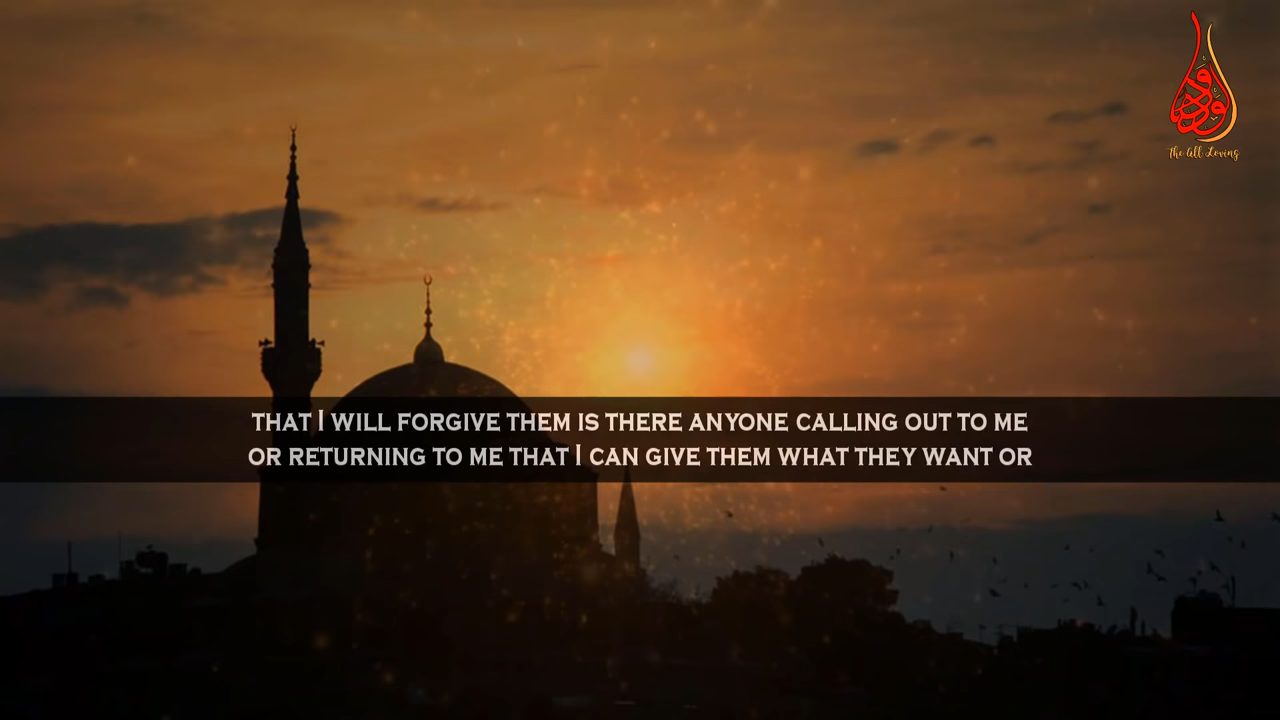 الودود
The All Loving
THAT I WILL FORGIVE THEM IS THERE ANYONE CALLING OUT TO ME
OR RETURNING TO ME THAT I CAN GIVE THEM WHAT THEY WANT OR